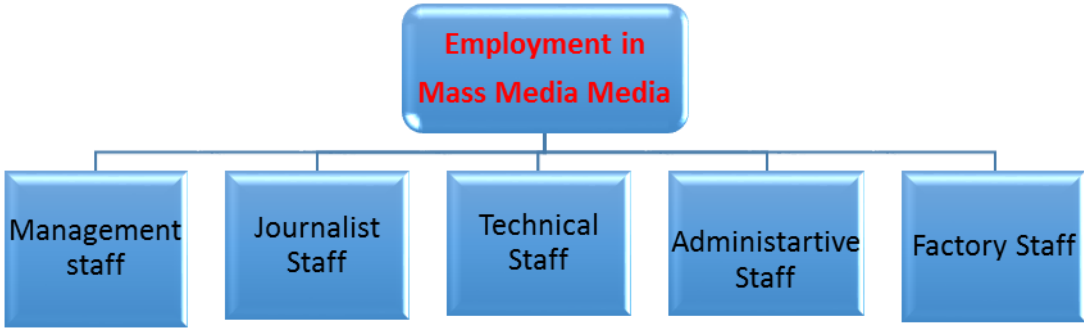 Employment in
Mass Media Media
Management
staff
Journalist
Staff
Technical
Staff
Administartive
Staff
Factory Staff